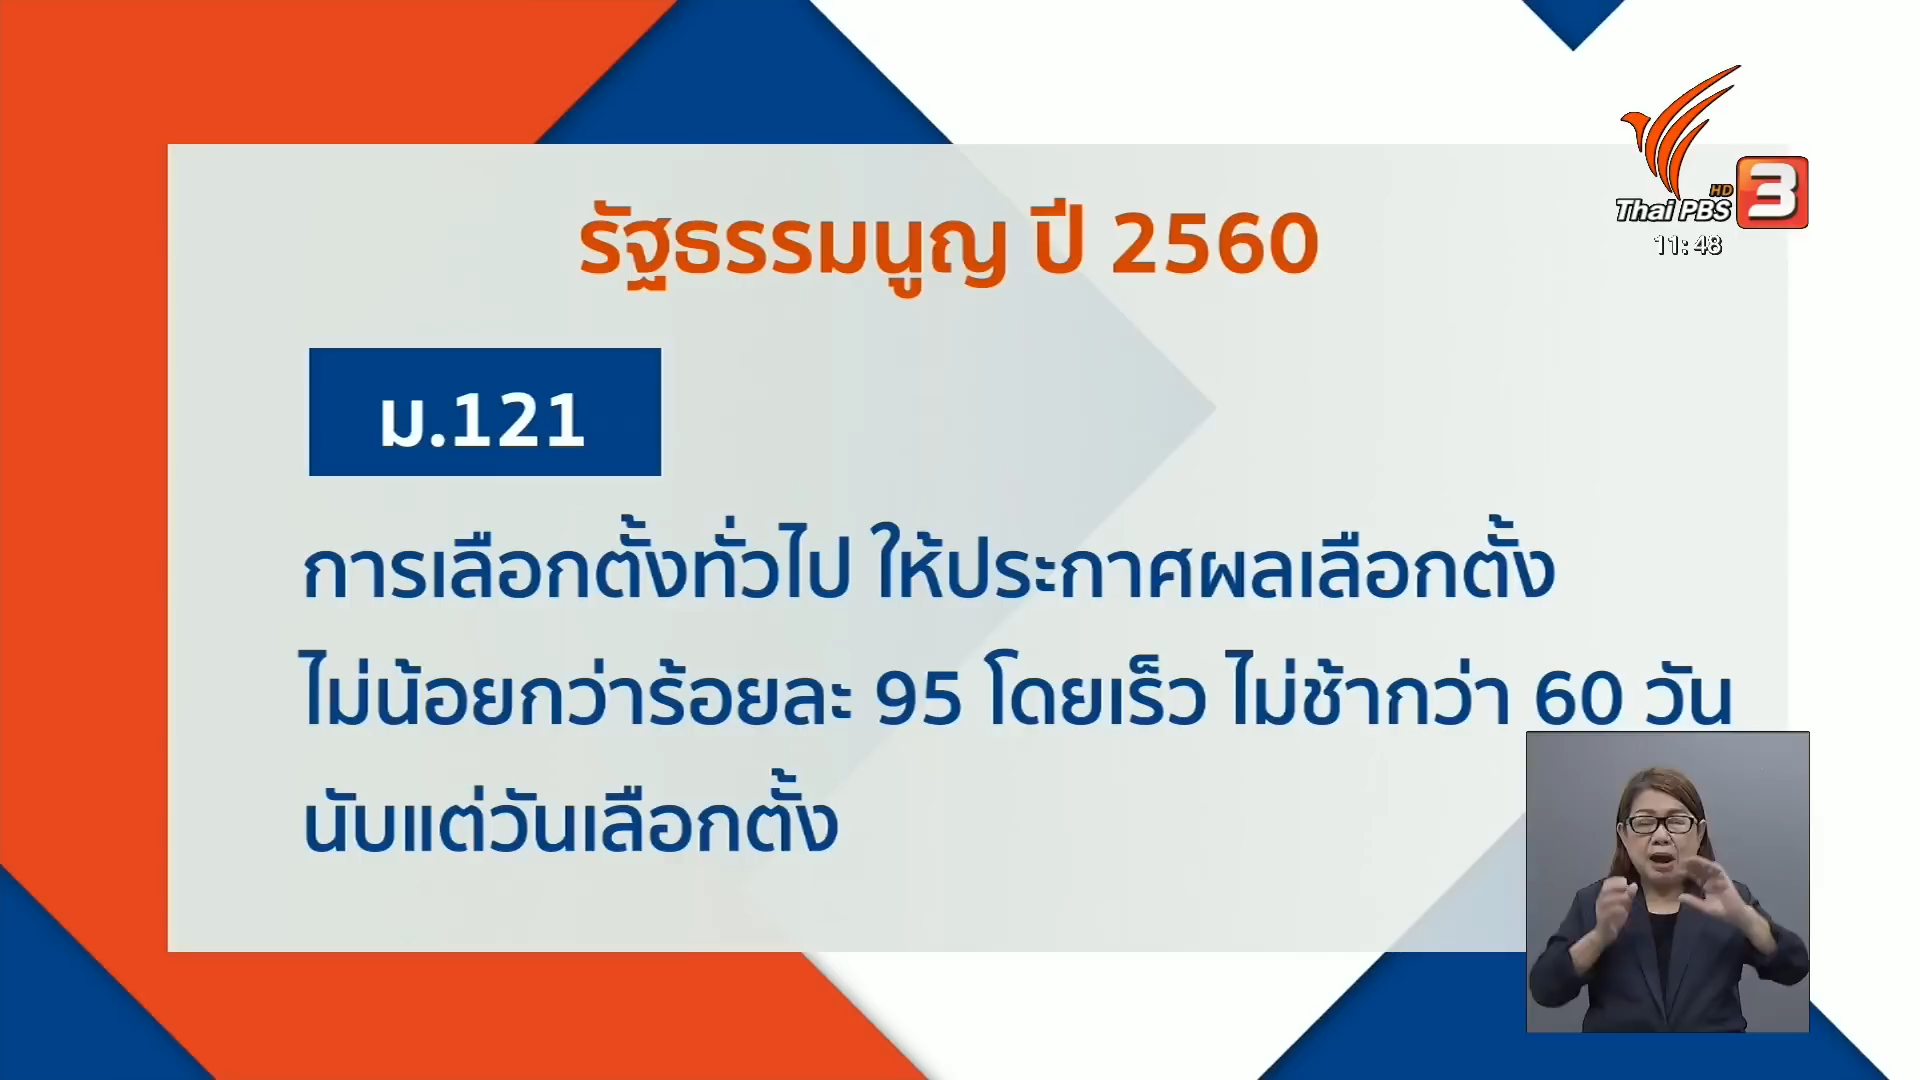 รัฐธรรมนูญ ปี 2560
HD
Thai PBS 3
11:48
ม.121
การเลือกตั้งทั่วไป ให้ประกาศผลเลือกตั้ง
ไม่น้อยกว่าร้อยละ 95 โดยเร็ว ไม่ช้ากว่า 60 วัน
นับแต่วันเลือกตั้ง